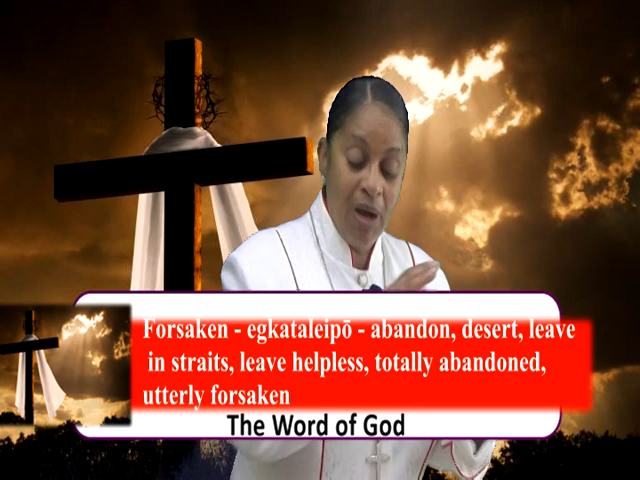 Forsaken - egkataleipō - abandon, desert, leave
in straits, leave helpless, totally abandoned,
utterly forsaken
The Word of God